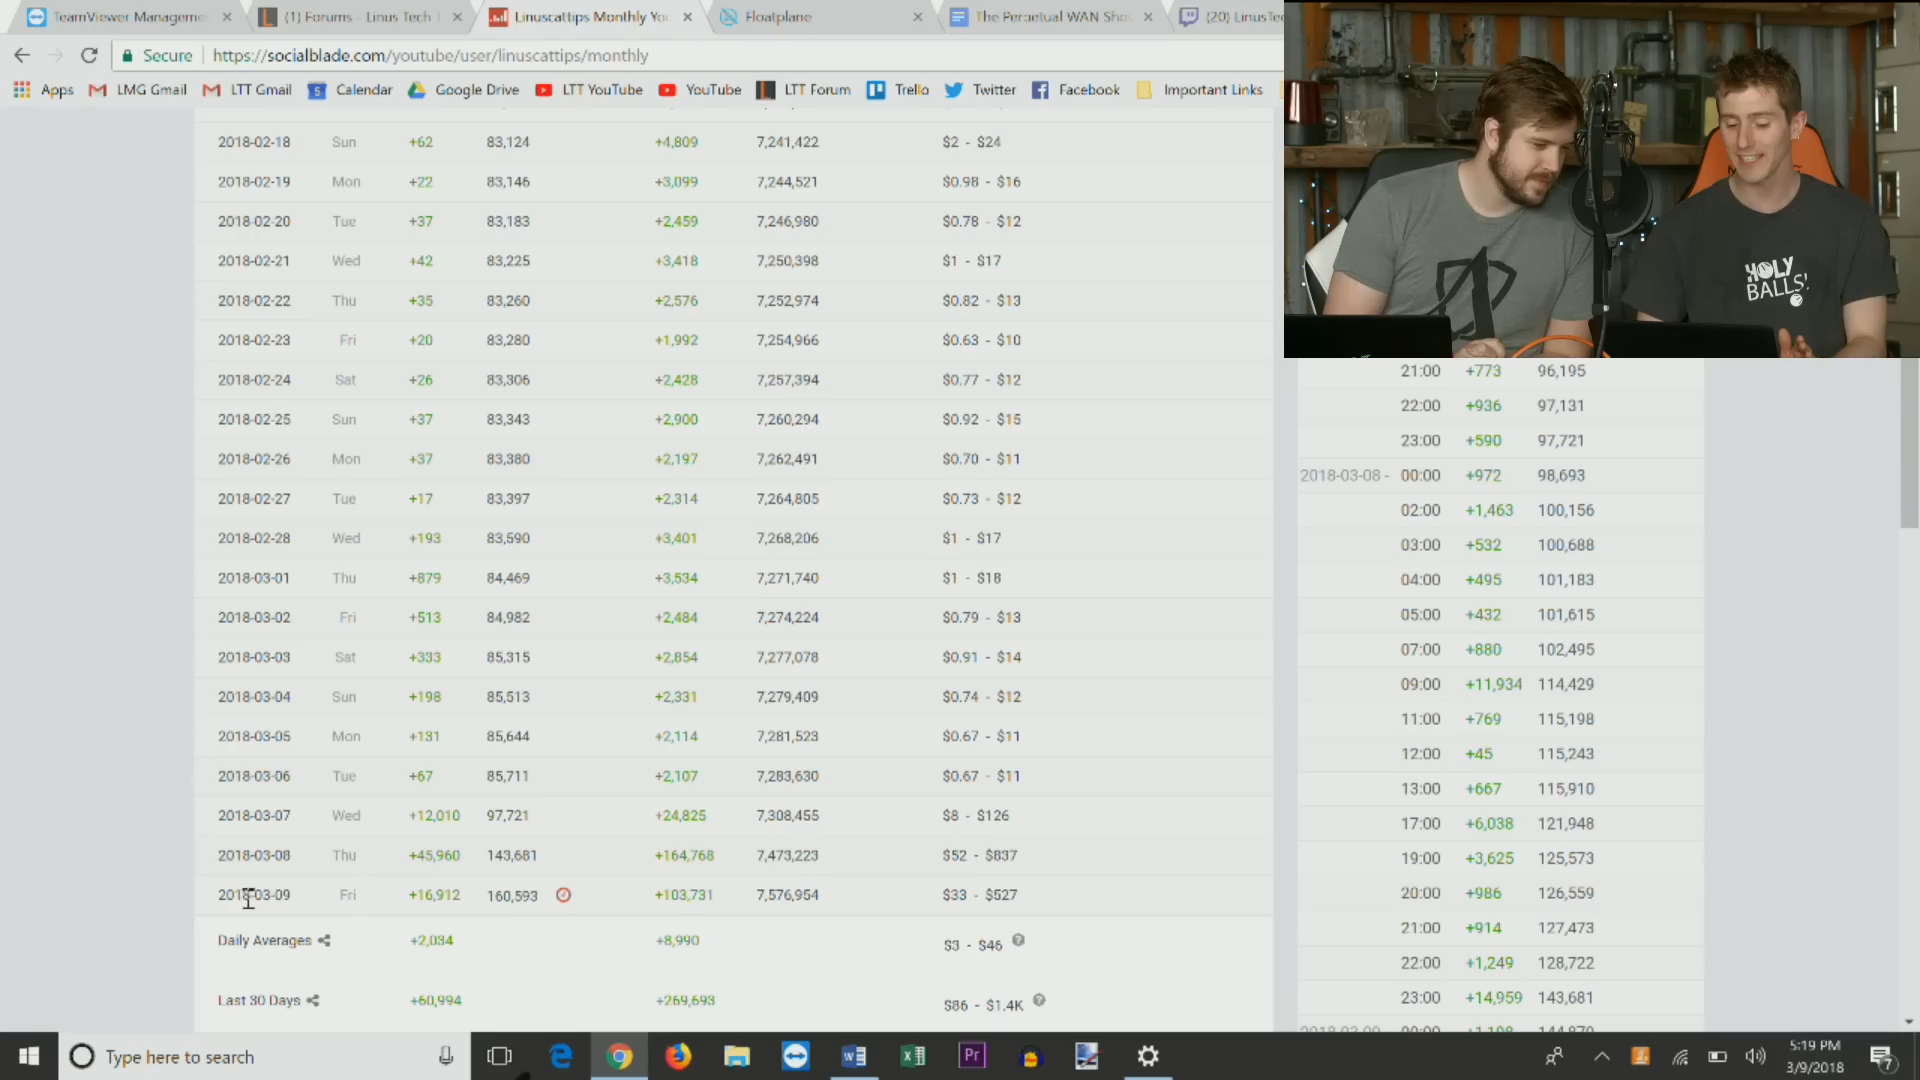 TeamViewer Manageme
(1) Forums - Linus Tech
Linuscattips Monthly You
Floatplane
The Perpetual WAN Sho
(20) LinusTec
Secure
https://socialblade.com/youtube/user/linuscattips/monthly
Apps
LMG Gmail
LTT Gmail
Calendar
Google Drive
LTT YouTube
YouTube
LTT Forum
Trello
Twitter
Facebook
Important Links
2018-02-18 Sun +62 83,124 +4,809 7,241,422 $2 - $24
2018-02-19 Mon +22 83,146 +3,099 7,244,521 $0.98 - $16
2018-02-20 Tue +37 83,183 +2,459 7,246,980 $0.78 - $12
2018-02-21 Wed +42 83,225 +3,418 7,250,398 $1 - $17
2018-02-22 Thu +35 83,260 +2,576 7,252,974 $0.82 - $13
2018-02-23 Fri +20 83,280 +1,992 7,254,966 $0.63 - $10
2018-02-24 Sat +26 83,306 +2,428 7,257,394 $0.77 - $12
2018-02-25 Sun +37 83,343 +2,900 7,260,294 $0.92 - $15
2018-02-26 Mon +37 83,380 +2,197 7,262,491 $0.70 - $11
2018-02-27 Tue +17 83,397 +2,314 7,264,805 $0.73 - $12
2018-02-28 Wed +193 83,590 +3,401 7,268,206 $1 - $17
2018-03-01 Thu +879 84,469 +3,534 7,271,740 $1 - $18
2018-03-02 Fri +513 84,982 +2,484 7,274,224 $0.79 - $13
2018-03-03 Sat +333 85,315 +2,854 7,277,078 $0.91 - $14
2018-03-04 Sun +198 85,513 +2,331 7,279,409 $0.74 - $12
2018-03-05 Mon +131 85,644 +2,114 7,281,523 $0.67 - $11
2018-03-06 Tue +67 85,711 +2,107 7,283,630 $0.67 - $11
2018-03-07 Wed +12,010 97,721 +24,825 7,308,455 $8 - $126
2018-03-08 Thu +45,960 143,681 +164,768 7,473,223 $52 - $837
2018-03-09 Fri +16,912 160,593 +103,731 7,576,954 $33 - $527
Daily Averages +2,034 +8,990 $3 - $46
Last 30 Days +60,994 +269,693 $86 - $1.4K
HOLY
BALLS!
21:00 +773 96,195
22:00 +936 97,131
23:00 +590 97,721
2018-03-08 - 00:00 +972 98,693
02:00 +1,463 100,156
03:00 +532 100,688
04:00 +495 101,183
05:00 +432 101,615
07:00 +880 102,495
09:00 +11,934 114,429
11:00 +769 115,198
12:00 +45 115,243
13:00 +667 115,910
17:00 +6,038 121,948
19:00 +3,625 125,573
20:00 +986 126,559
21:00 +914 127,473
22:00 +1,249 128,722
23:00 +14,959 143,681
Type here to search
Pr
5:19 PM
3/9/2018
7